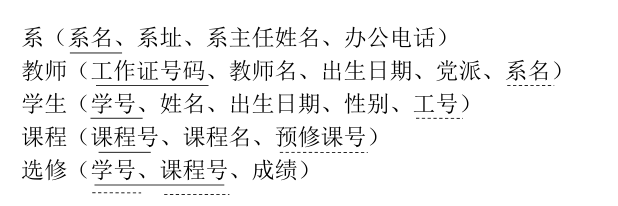 系（系名、系址、系主任姓名、办公电话）
教师（工作证号码、教师名、出生日期、党派、系名）
学生（学号、姓名、出生日期、性别、工号）
课程（课程号、课程名、预修课号）
选修（学号、课程号、成绩）